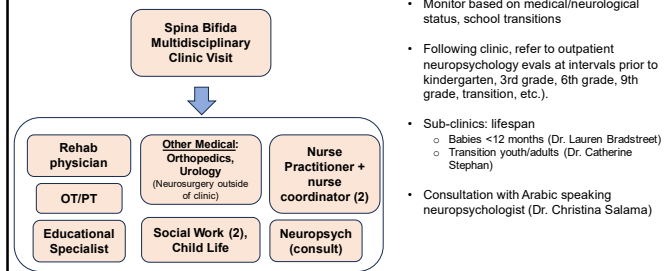 Spina Bifida
Multidisciplinary
Clinic Visit
Rehab
physician
OT/PT
Educational
Specialist
Other Medical:
Orthopedics,
Urology
(Neurosurgery outside
of clinic)
Social Work (2),
Child Life
Nurse
Practitioner +
nurse
coordinator (2)
Neuropsych
(consult)
• Monitor based on medical/neurological
status, school transitions
• Following clinic, refer to outpatient
neuropsychology evals at intervals prior to
kindergarten, 3rd grade, 6th grade, 9th
grade, transition, etc.).
• Sub-clinics: lifespan
o Babies <12 months (Dr. Lauren Bradstreet)
o Transition youth/adults (Dr. Catherine
Stephan)
• Consultation with Arabic speaking
neuropsychologist (Dr. Christina Salama)